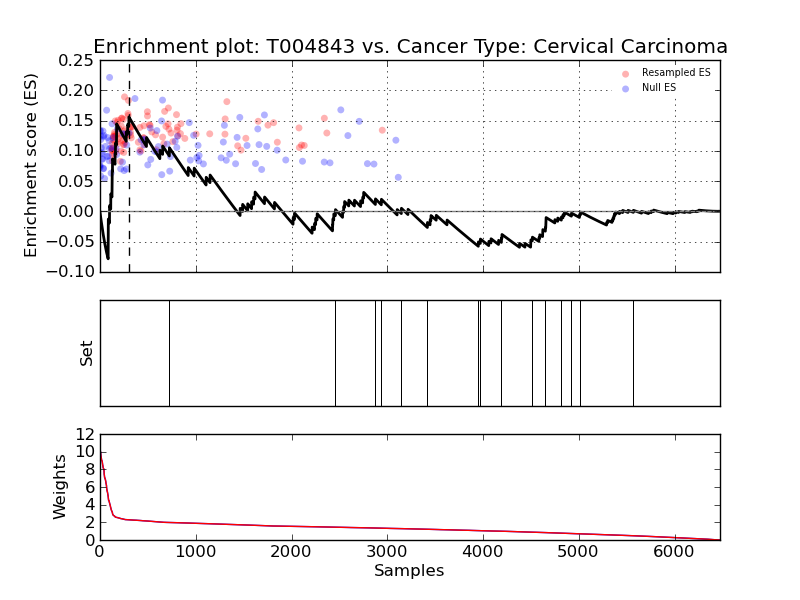 Enrichment plot: T004843 vs. Cancer Type: Cervical Carcinoma
0.25
0.20
0.15
0.10
0.05
0.00
−0.05
−0.10
Enrichment score (ES)
Resampled ES
Null ES
Set
12
10
8
6
4
2
0
Weights
0 1000 2000 3000 4000 5000 6000
Samples